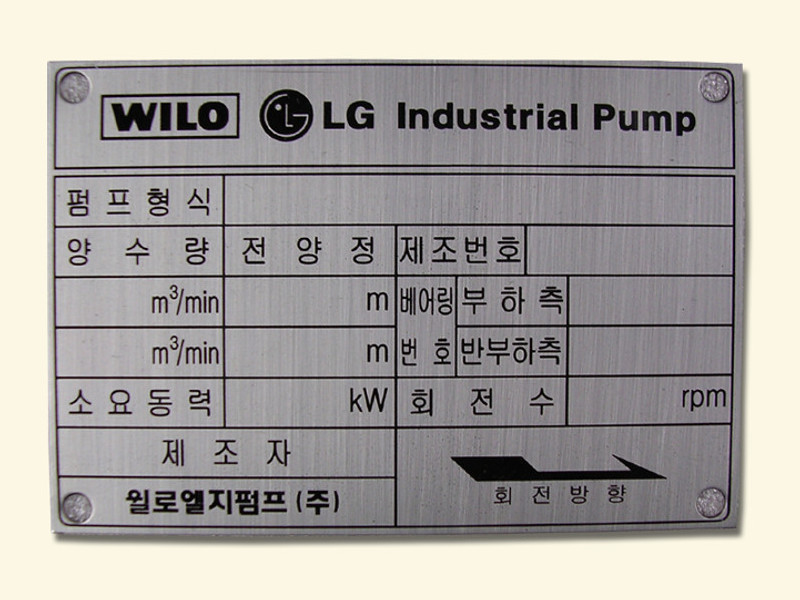 WILO LG Industrial Pump
펌프형식
양 수 량 전 양 정 제조번호
m³/min m 베어링 부 하 측
m³/min m 번 호 반부하측
소요동력 kW 회 전 수 rpm
제 조 자
윌로엘지펌프 (주)
회 전 방 향